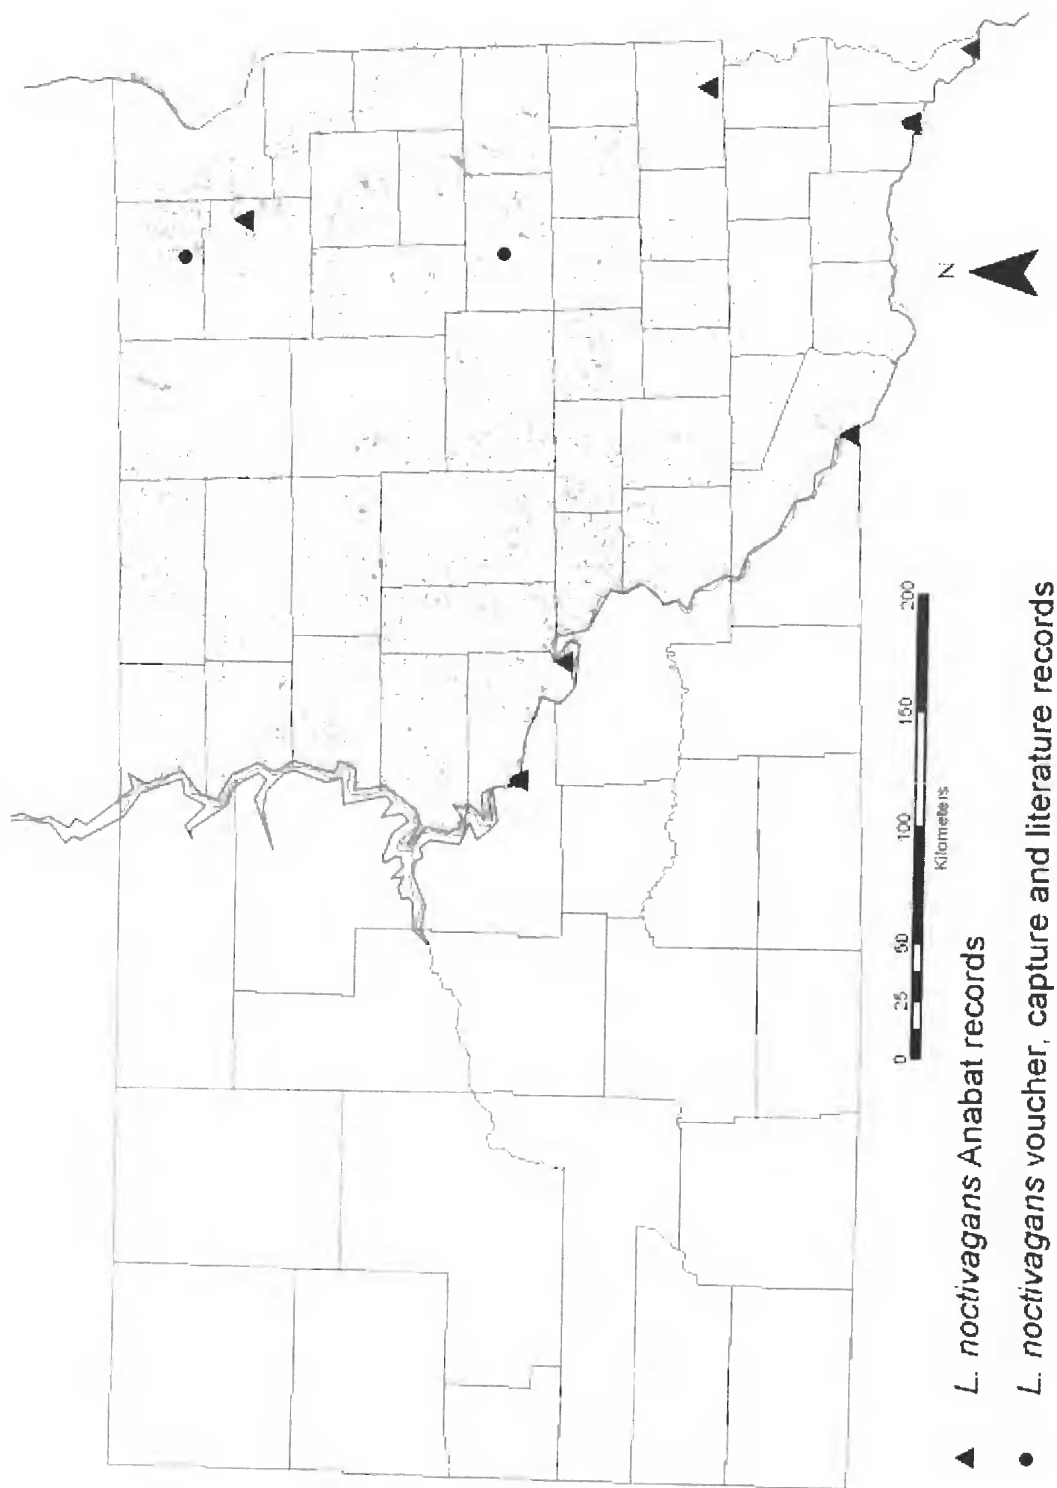 N
0 25 50 100 150 200
Kilometers
L. noctivagans Anabat records
L. noctivagans voucher, capture and literature records